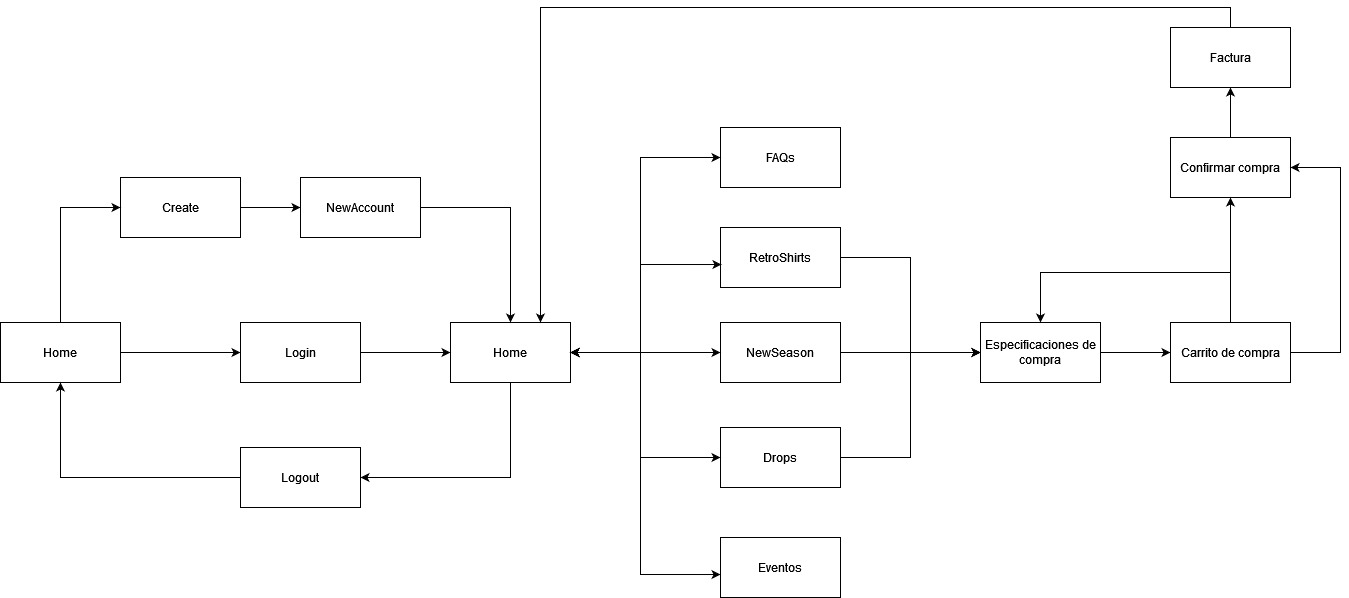 Factura
FAQs
Confirmar compra
Create
NewAccount
RetroShirts
Home
Login
Home
NewSeason
Especificaciones de
compra
Carrito de compra
Logout
Drops
Eventos